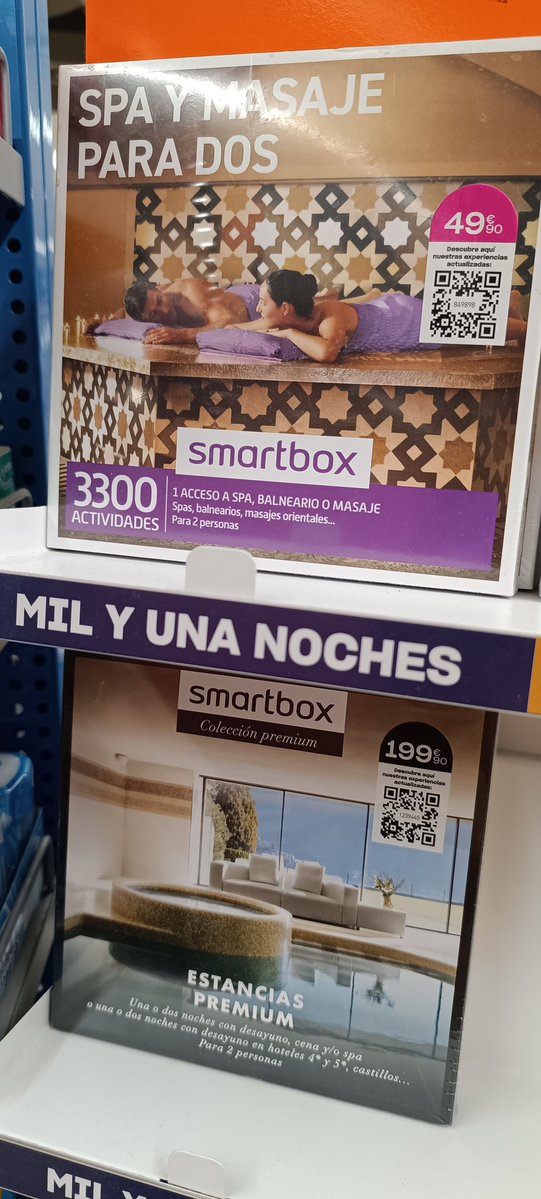 SPA Y MASAJE
PARA DOS
49€90
Descubre aquí
nuestras experiencias
actualizadas:
849898
smartbox
3300
ACTIVIDADES
1 ACCESO A SPA, BALNEARIO O MASAJE
Spas, balnearios, masajes orientales...
Para 2 personas
MIL Y UNA NOCHES
smartbox
Colección premium
199€90
Descubre aquí
nuestras experiencias
actualizadas:
1239445
ESTANCIAS
PREMIUM
Una o dos noches con desayuno, cena y/o spa
o una o dos noches con desayuno en hoteles 4* y 5*, castillos...
Para 2 personas
MIL Y